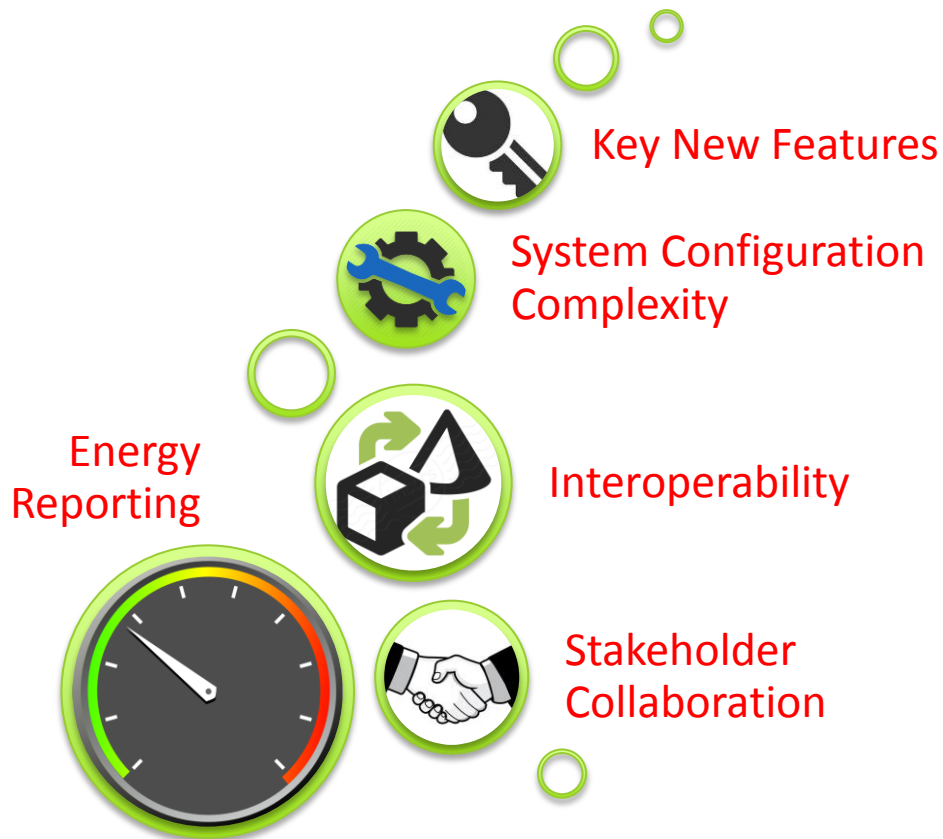 Key New Features
System Configuration
Complexity
Energy
Reporting
Interoperability
Stakeholder
Collaboration